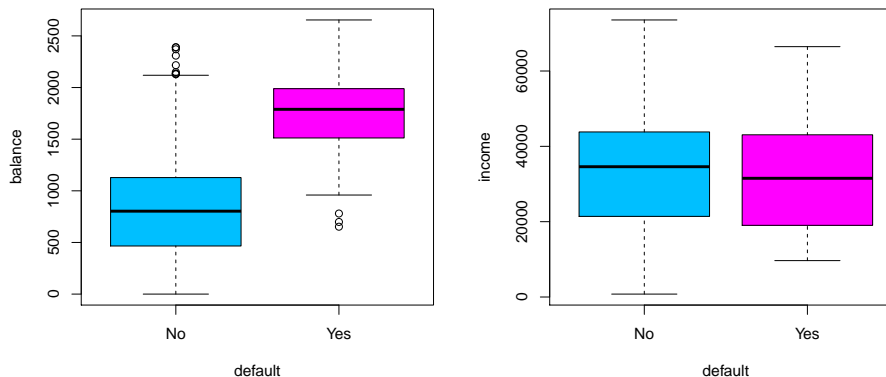 balance
0
500
1000
1500
2000
2500
No
Yes
default
income
0
20000
40000
60000
No
Yes
default